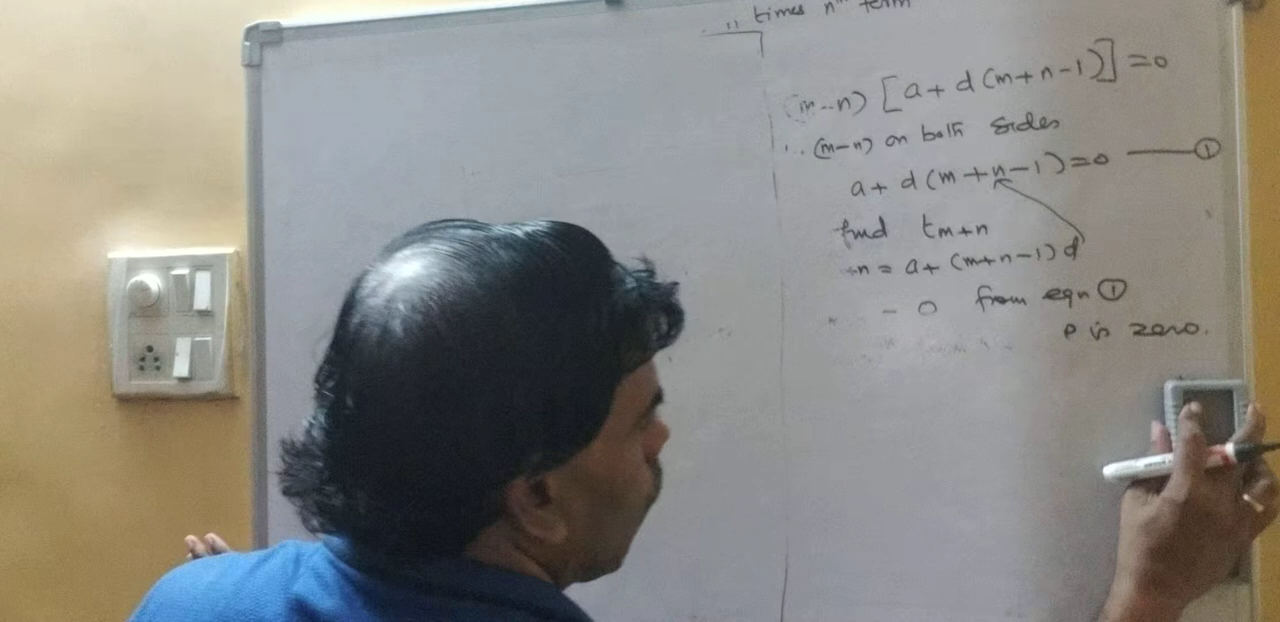 times nth term
(m-n) [a+d(m+n-1)]=0
(m-n) on both sides
a+d(m+n-1)=0 — ①
find tm+n
n = a+(m+n-1)d
- 0 from eqn ①
is zero.